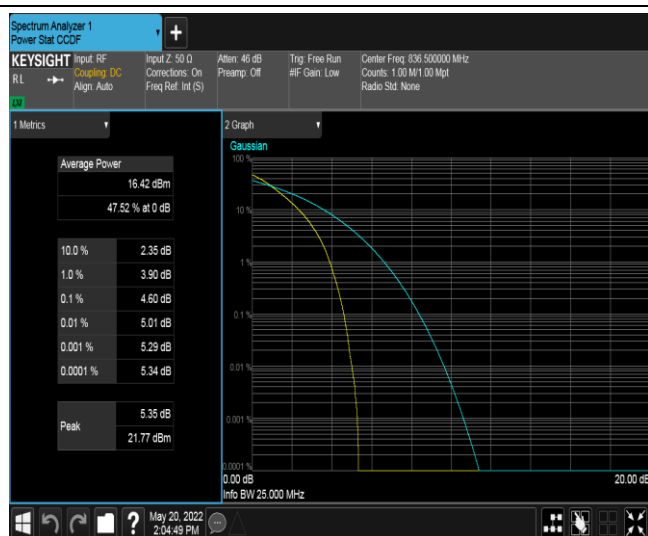 Spectrum Analyzer 1
Power Stat CCDF
KEYSIGHT
R L
LXI
Input: RF
Coupling: DC
Align: Auto
Input Z: 50 Ω
Corrections: On
Freq Ref: Int (S)
Atten: 46 dB
Preamp: Off
Trig: Free Run
#IF Gain: Low
Center Freq: 836.500000 MHz
Counts: 1.00 M/1.00 Mpt
Radio Std: None
1 Metrics
Average Power
16.42 dBm
47.52 % at 0 dB
10.0 % 2.35 dB
1.0 % 3.90 dB
0.1 % 4.60 dB
0.01 % 5.01 dB
0.001 % 5.29 dB
0.0001 % 5.34 dB
Peak
5.35 dB
21.77 dBm
2 Graph
Gaussian
100 %
10 %
1 %
0.1 %
0.01 %
0.001 %
0.0001 %
0.00 dB 20.00 dB
Info BW 25.000 MHz
?
May 20, 2022
2:04:49 PM